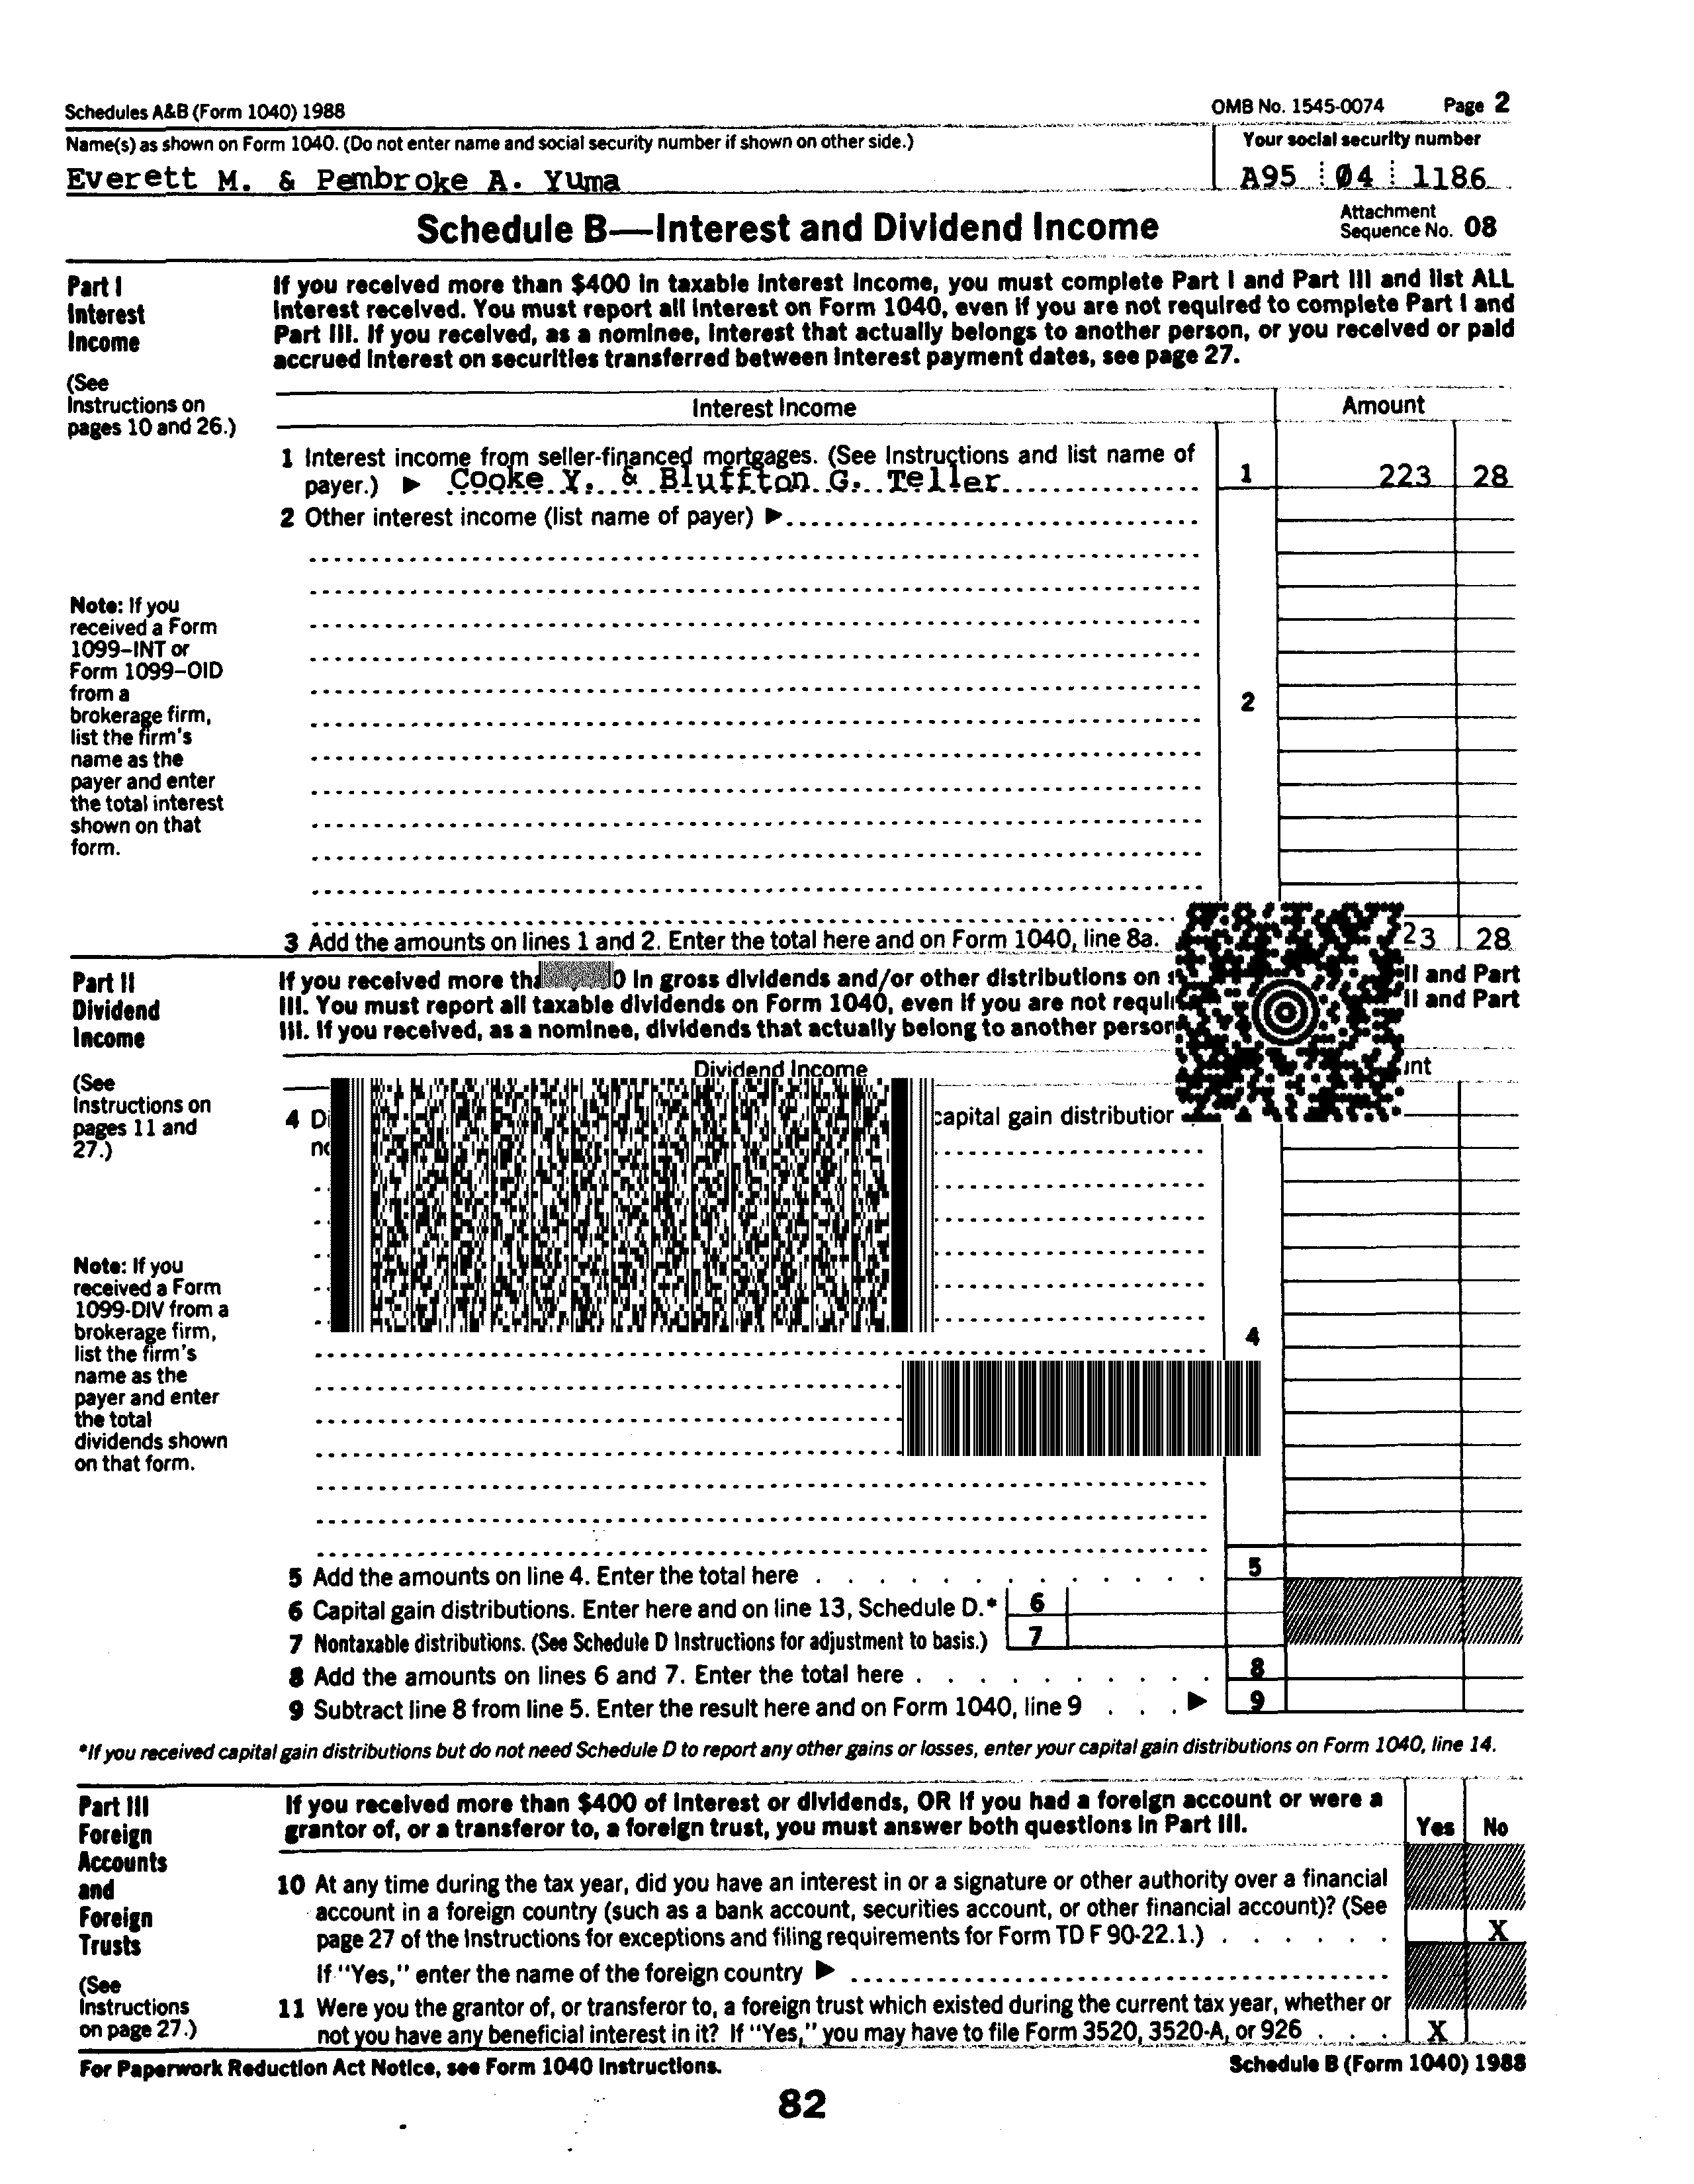 Schedules A&B (Form 1040) 1988 OMB No. 1545-0074 Page 2
Name(s) as shown on Form 1040. (Do not enter name and social security number if shown on other side.) Your social security number
Everett M. & Pembroke A. Yuma A95 04 1186
Schedule B—Interest and Dividend Income Attachment Sequence No. 08
Part I
Interest
Income
(See
Instructions on
pages 10 and 26.)
If you received more than $400 in taxable interest income, you must complete Part I and Part III and list ALL
interest received. You must report all interest on Form 1040, even if you are not required to complete Part I and
Part III. If you received, as a nominee, interest that actually belongs to another person, or you received or paid
accrued interest on securities transferred between interest payment dates, see page 27.
Interest Income Amount
1 Interest income from seller-financed mortgages. (See Instructions and list name of
payer.) ▶ Cooke Y. & Bluffton G. Teller 1 223 28
2 Other interest income (list name of payer) ▶
2
Note: If you
received a Form
1099–INT or
Form 1099–OID
from a
brokerage firm,
list the firm's
name as the
payer and enter
the total interest
shown on that
form.
3 Add the amounts on lines 1 and 2. Enter the total here and on Form 1040, line 8a. 23 28
Part II
Dividend
Income
(See
Instructions on
pages 11 and
27.)
If you received more 0 in gross dividends and/or other distributions on II and Part
III. You must report all taxable dividends on Form 1040, even if you are not II and Part
III. If you received, as a nominee, dividends that actually belong to another person
Dividend Income
4 capital gain
4
Note: If you
received a Form
1099-DIV from a
brokerage firm,
list the firm's
name as the
payer and enter
the total
dividends shown
on that form.
5 Add the amounts on line 4. Enter the total here 5
6 Capital gain distributions. Enter here and on line 13, Schedule D.* 6
7 Nontaxable distributions. (See Schedule D Instructions for adjustment to basis.) 7
8 Add the amounts on lines 6 and 7. Enter the total here 8
9 Subtract line 8 from line 5. Enter the result here and on Form 1040, line 9 ▶ 9
*If you received capital gain distributions but do not need Schedule D to report any other gains or losses, enter your capital gain distributions on Form 1040, line 14.
Part III
Foreign
Accounts
and
Foreign
Trusts
(See
Instructions
on page 27.)
If you received more than $400 of interest or dividends, OR if you had a foreign account or were a
grantor of, or a transferor to, a foreign trust, you must answer both questions in Part III. Yes No
10 At any time during the tax year, did you have an interest in or a signature or other authority over a financial
account in a foreign country (such as a bank account, securities account, or other financial account)? (See
page 27 of the Instructions for exceptions and filing requirements for Form TD F 90-22.1.) X
If "Yes," enter the name of the foreign country ▶
11 Were you the grantor of, or transferor to, a foreign trust which existed during the current tax year, whether or
not you have any beneficial interest in it? If "Yes," you may have to file Form 3520, 3520-A, or 926 X
For Paperwork Reduction Act Notice, see Form 1040 Instructions. Schedule B (Form 1040) 1988
82